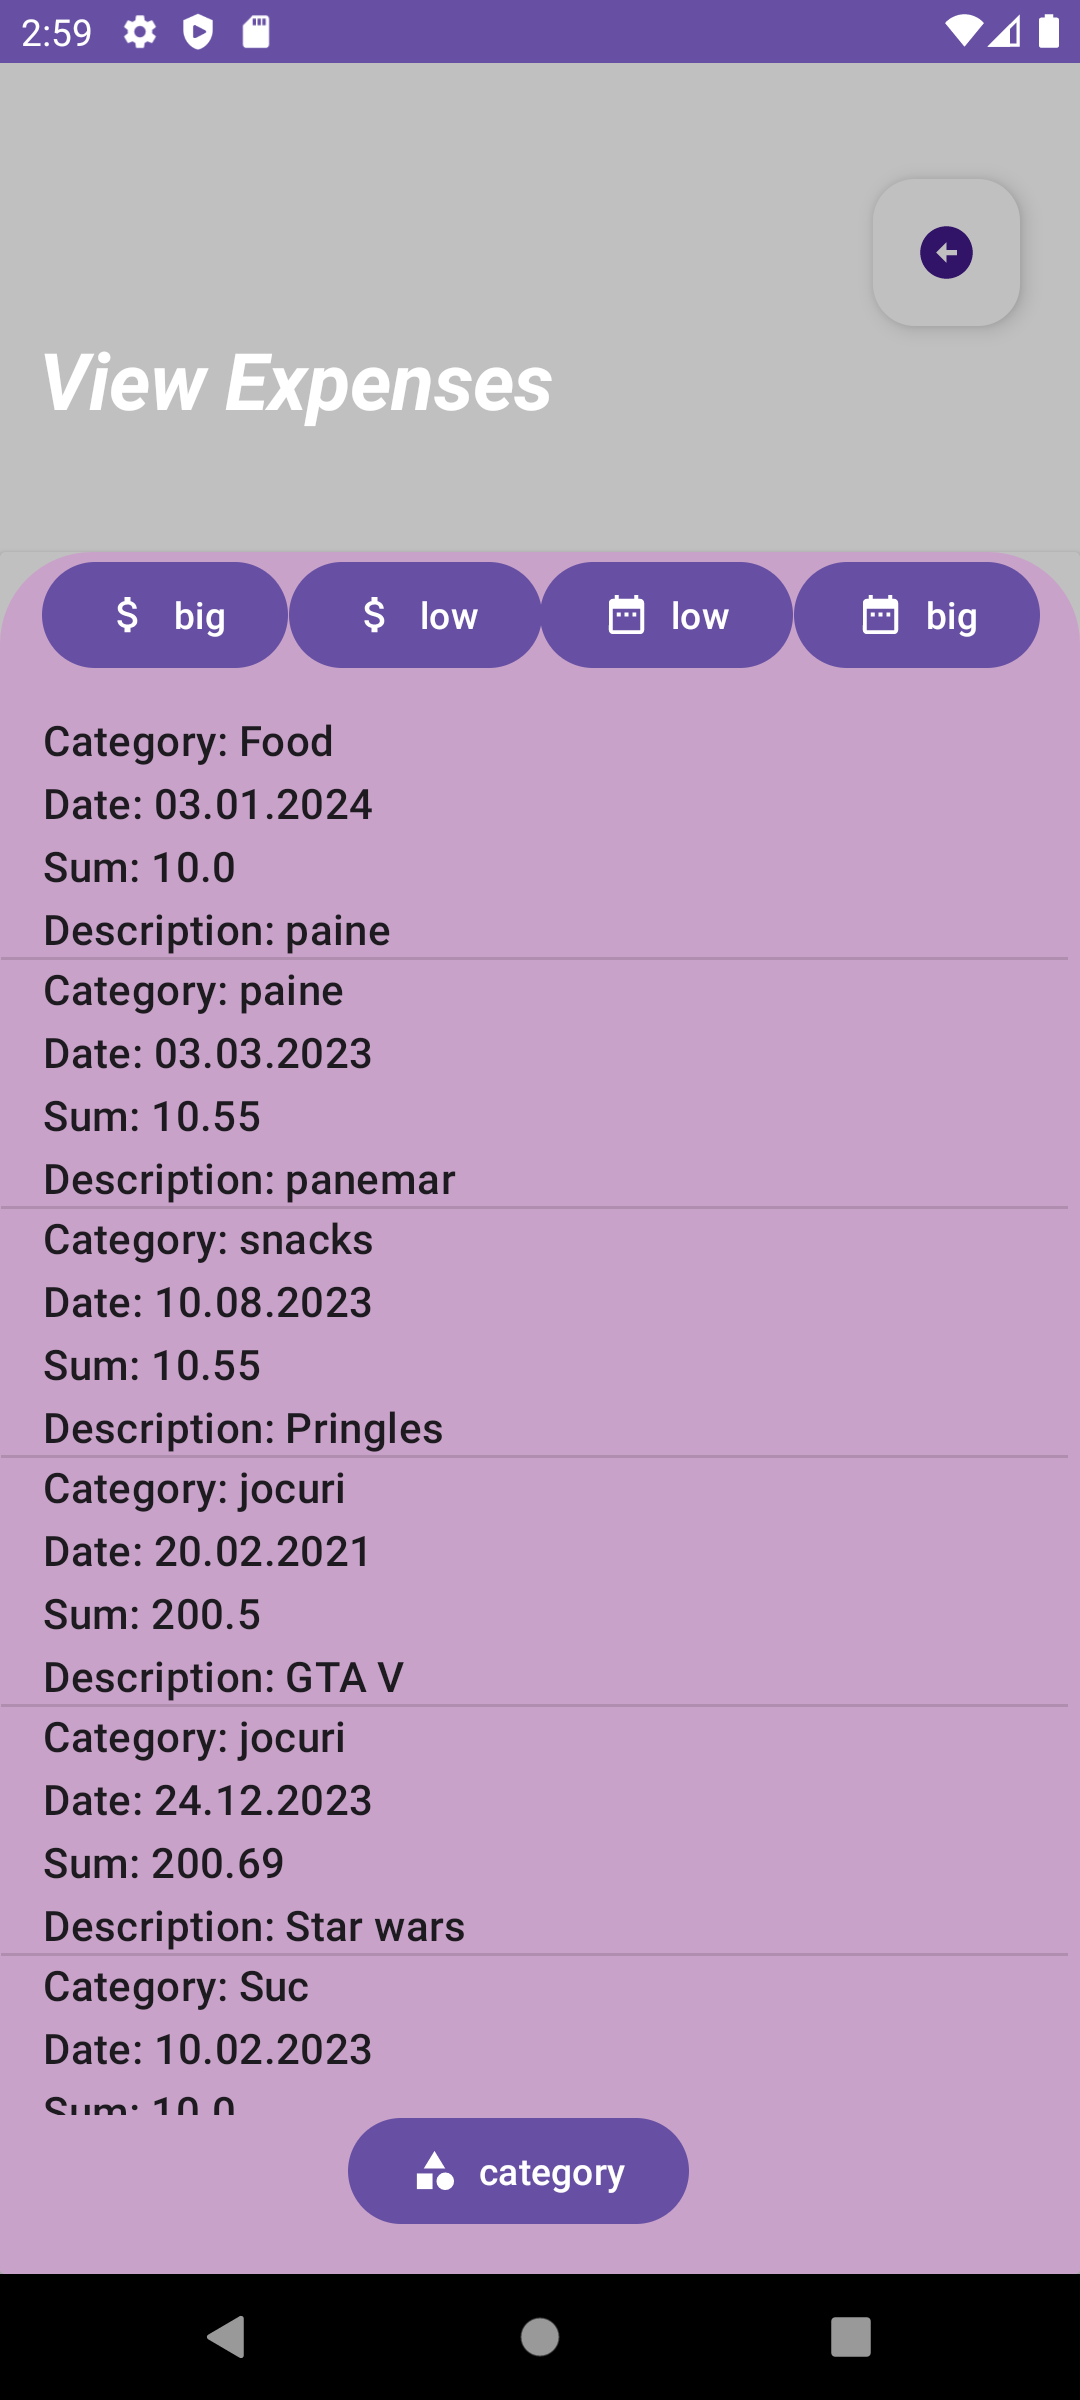 2:59
View Expenses
$ big
$ low
low
big
Category: Food
Date: 03.01.2024
Sum: 10.0
Description: paine
Category: paine
Date: 03.03.2023
Sum: 10.55
Description: panemar
Category: snacks
Date: 10.08.2023
Sum: 10.55
Description: Pringles
Category: jocuri
Date: 20.02.2021
Sum: 200.5
Description: GTA V
Category: jocuri
Date: 24.12.2023
Sum: 200.69
Description: Star wars
Category: Suc
Date: 10.02.2023
Sum: 10.0
category